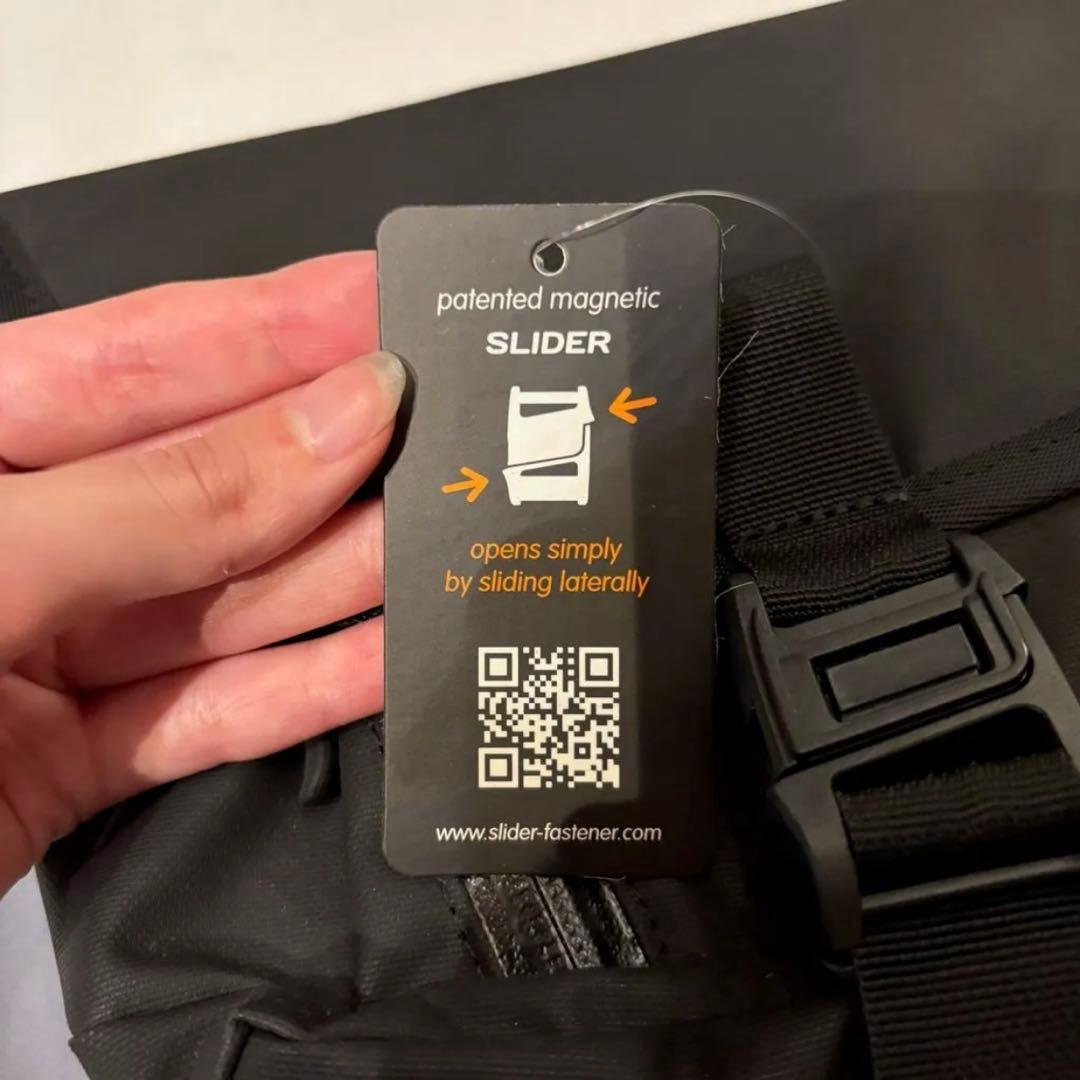 patented magnetic
SLIDER
opens simply
by sliding laterally
www.slider-fastener.com